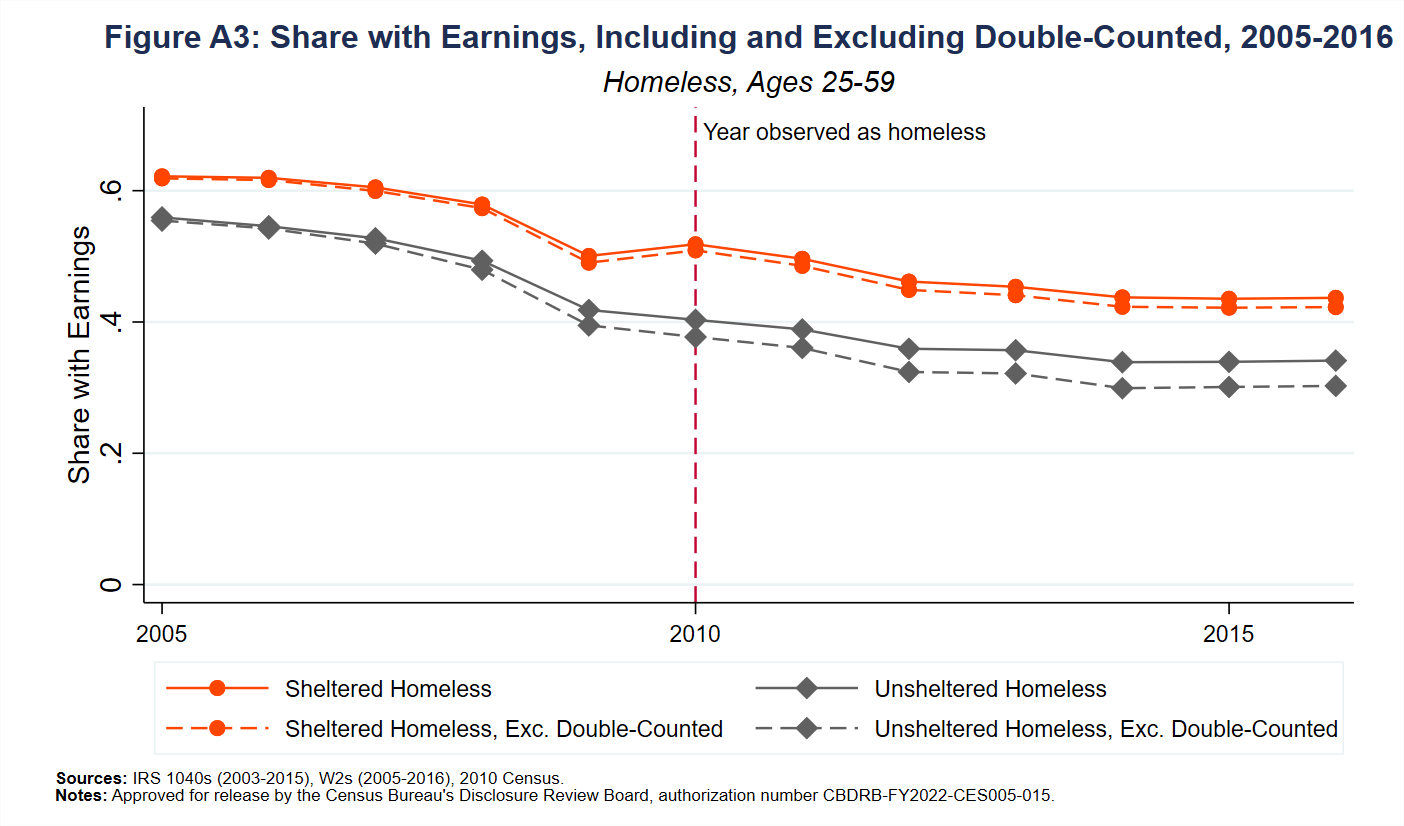 Figure A3: Share with Earnings, Including and Excluding Double-Counted, 2005-2016
Homeless, Ages 25-59
Year observed as homeless
Share with Earnings
.6
.4
.2
0
2005
2010
2015
Sheltered Homeless
Unsheltered Homeless
Sheltered Homeless, Exc. Double-Counted
Unsheltered Homeless, Exc. Double-Counted
Sources: IRS 1040s (2003-2015), W2s (2005-2016), 2010 Census.
Notes: Approved for release by the Census Bureau's Disclosure Review Board, authorization number CBDRB-FY2022-CES005-015.